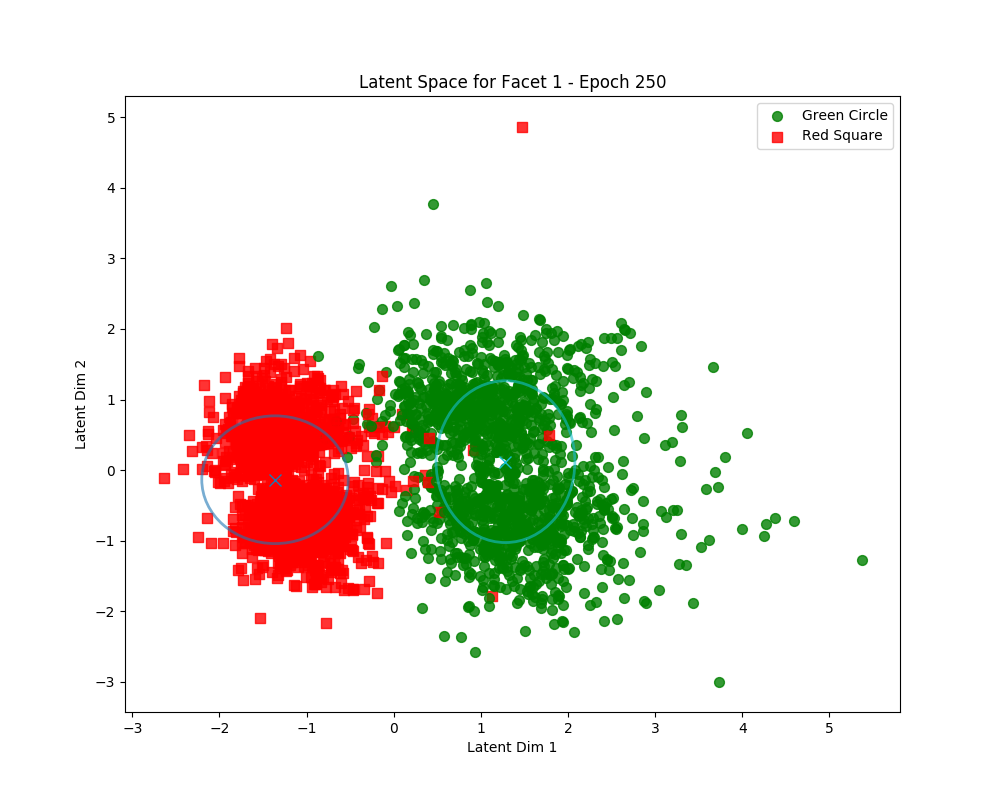 Latent Space for Facet 1 - Epoch 250
Green Circle
Red Square
5
4
3
2
1
0
−1
−2
−3
Latent Dim 2
−3 −2 −1 0 1 2 3 4 5
Latent Dim 1